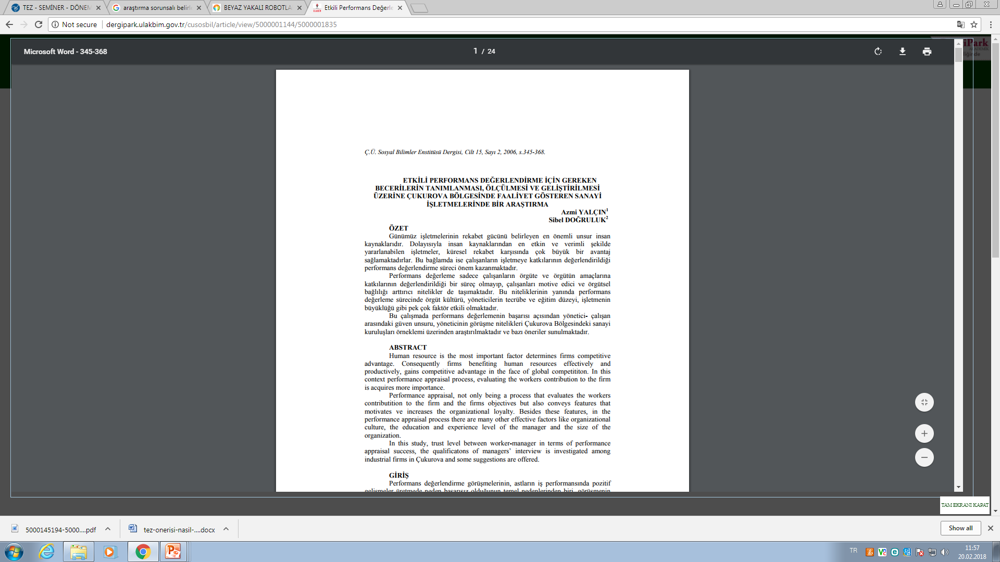 TEZ - SEMİNER - DÖNEM
araştırma sorunsalı belirle
BEYAZ YAKALI ROBOTLA
Etkili Performans Değerle
Not secure
dergipark.ulakbim.gov.tr/cusosbil/article/view/5000001144/5000001835
Microsoft Word - 345-368
1 / 24
iPark
AKADEMİK
Ç.Ü. Sosyal Bilimler Enstitüsü Dergisi, Cilt 15, Sayı 2, 2006, s.345-368.
ETKİLİ PERFORMANS DEĞERLENDİRME İÇİN GEREKEN
BECERİLERİN TANIMLANMASI, ÖLÇÜLMESİ VE GELİŞTİRİLMESİ
ÜZERİNE ÇUKUROVA BÖLGESİNDE FAALİYET GÖSTEREN SANAYİ
İŞLETMELERİNDE BİR ARAŞTIRMA
Azmi YALÇIN1
Sibel DOĞRULUK2
ÖZET
Günümüz işletmelerinin rekabet gücünü belirleyen en önemli unsur insan
kaynaklarıdır. Dolayısıyla insan kaynaklarından en etkin ve verimli şekilde
yararlanabilen işletmeler, küresel rekabet karşısında çok büyük bir avantaj
sağlamaktadırlar. Bu bağlamda ise çalışanların işletmeye katkılarının değerlendirildiği
performans değerlendirme süreci önem kazanmaktadır.
Performans değerleme sadece çalışanların örgüte ve örgütün amaçlarına
katkılarının değerlendirildiği bir süreç olmayıp, çalışanları motive edici ve örgütsel
bağlılığı arttırıcı nitelikler de taşımaktadır. Bu niteliklerinin yanında performans
değerleme sürecinde örgüt kültürü, yöneticilerin tecrübe ve eğitim düzeyi, işletmenin
büyüklüğü gibi pek çok faktör etkili olmaktadır.
Bu çalışmada performans değerlemenin başarısı açısından yönetici- çalışan
arasındaki güven unsuru, yöneticinin görüşme nitelikleri Çukurova Bölgesindeki sanayi
kuruluşları örneklemi üzerinden araştırılmaktadır ve bazı öneriler sunulmaktadır.
ABSTRACT
Human resource is the most important factor determines firms competitive
advantage. Consequently firms benefiting human resources effectively and
productively, gains competitive advantage in the face of global competititon. In this
context performance appraisal process, evaluating the workers contribution to the firm
is acquires more importance.
Performance appraisal, not only being a process that evaluates the workers
contributition to the firm and the firms objectives but also conveys features that
motivates ve increases the organizational loyalty. Besides these features, in the
performance appraisal process there are many other effective factors like organizational
culture, the education and experience level of the manager and the size of the
organization.
In this study, trust level between worker-manager in terms of performance
appraisal success, the qualificatons of managers' interview is investigated among
industrial firms in Çukurova and some suggestions are offered.
GİRİŞ
Performans değerlendirme görüşmelerinin, astların iş performansında pozitif
gelişmeler üretmede neden başarısız olduğunun temel nedenlerinden biri, görüşmenin
TAM EKRANI KAPAT
5000145194-5000....pdf
tez-onerisi-nasil-....docx
Show all
TR
11:57
20.02.2018